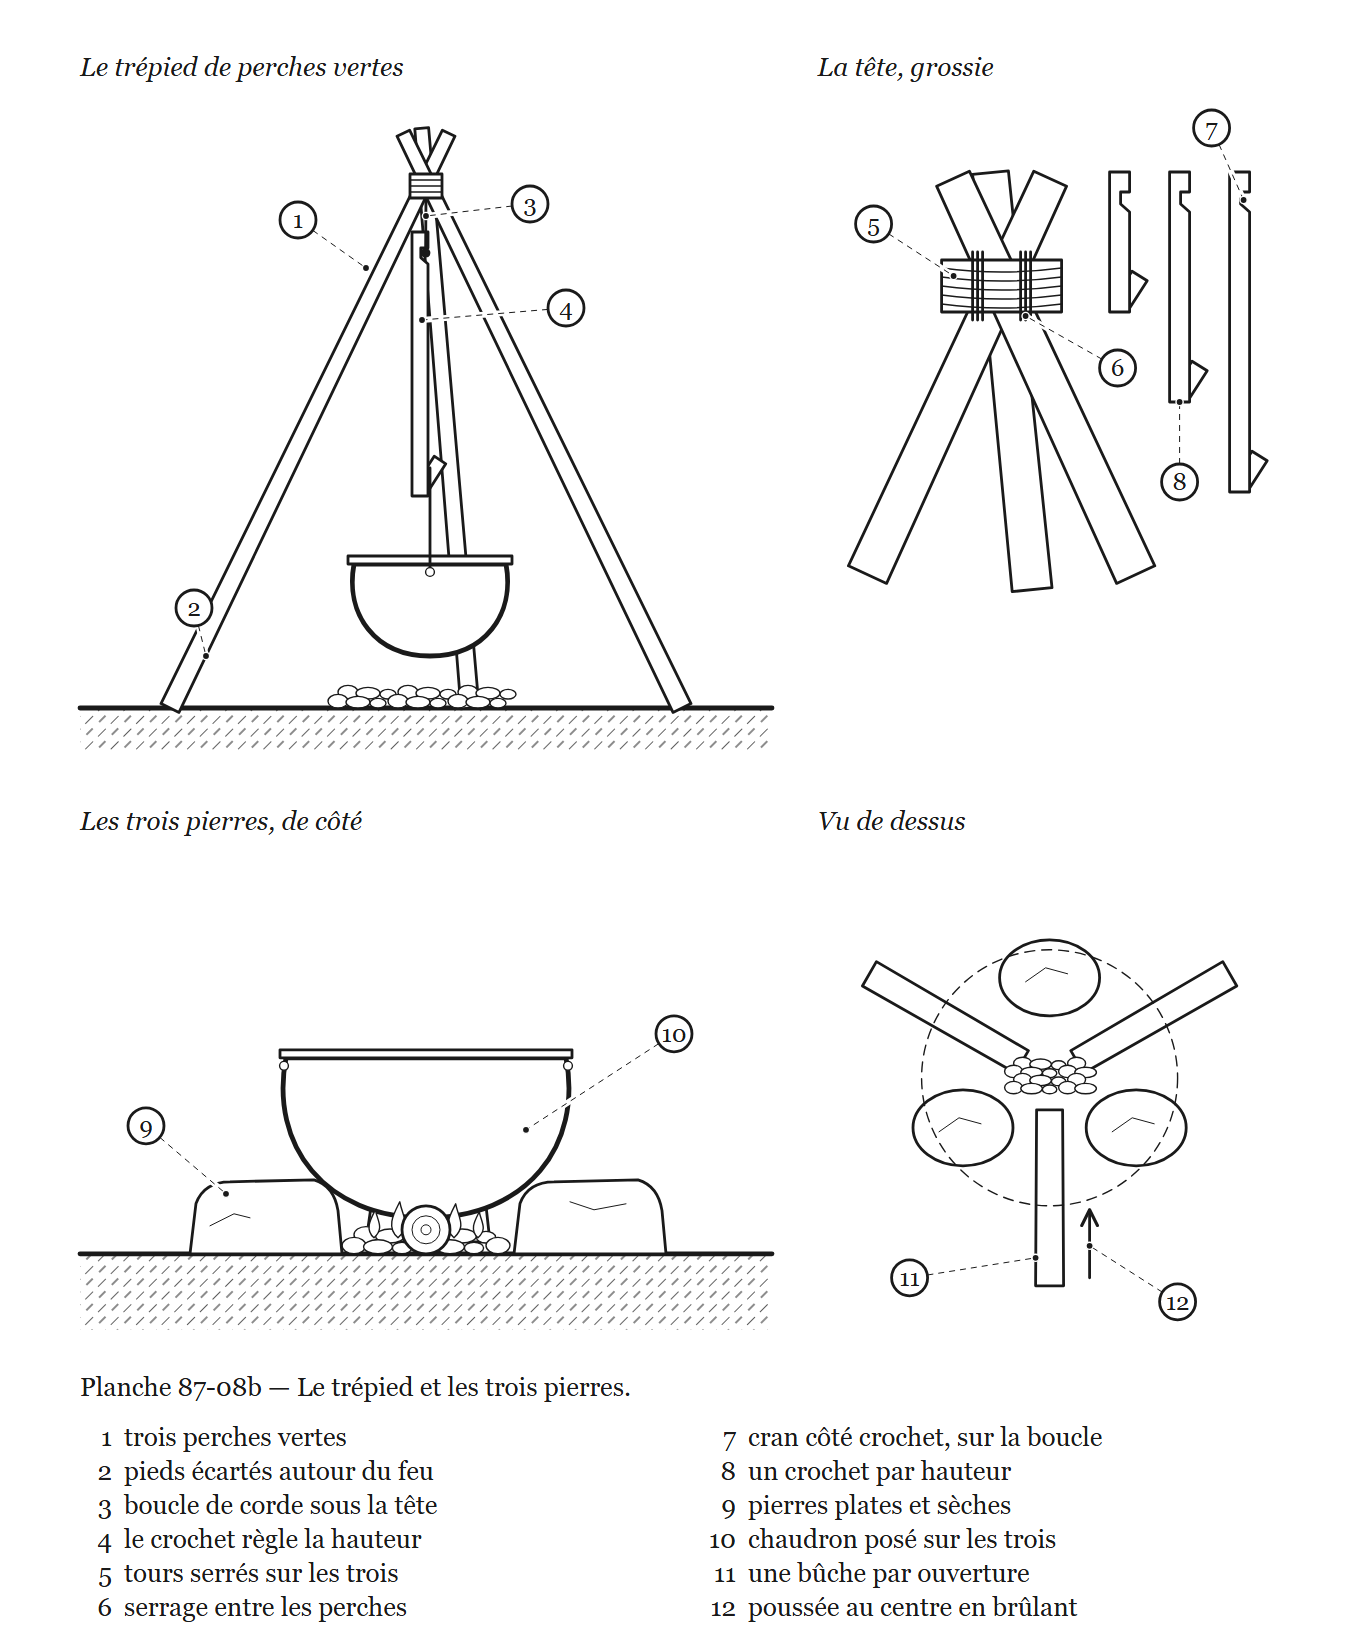 Le trépied de perches vertes
La tête, grossie
7
1
3
5
4
6
8
2
Les trois pierres, de côté
Vu de dessus
10
9
11
12
Planche 87-08b — Le trépied et les trois pierres.
1 trois perches vertes
2 pieds écartés autour du feu
3 boucle de corde sous la tête
4 le crochet règle la hauteur
5 tours serrés sur les trois
6 serrage entre les perches
7 cran côté crochet, sur la boucle
8 un crochet par hauteur
9 pierres plates et sèches
10 chaudron posé sur les trois
11 une bûche par ouverture
12 poussée au centre en brûlant